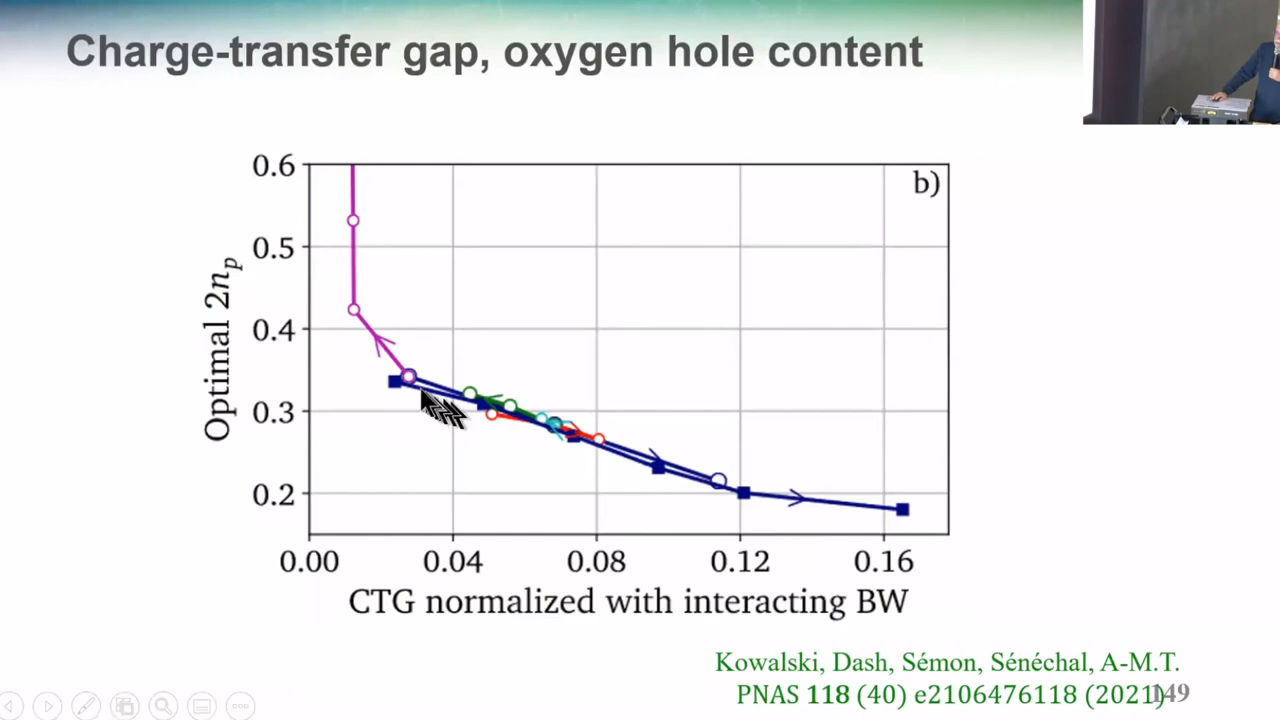 Charge-transfer gap, oxygen hole content
b)
0.6
0.5
0.4
0.3
0.2
Optimal 2nₚ
0.00 0.04 0.08 0.12 0.16
CTG normalized with interacting BW
Kowalski, Dash, Sémon, Sénéchal, A-M.T.
PNAS 118 (40) e2106476118 (2021)
149